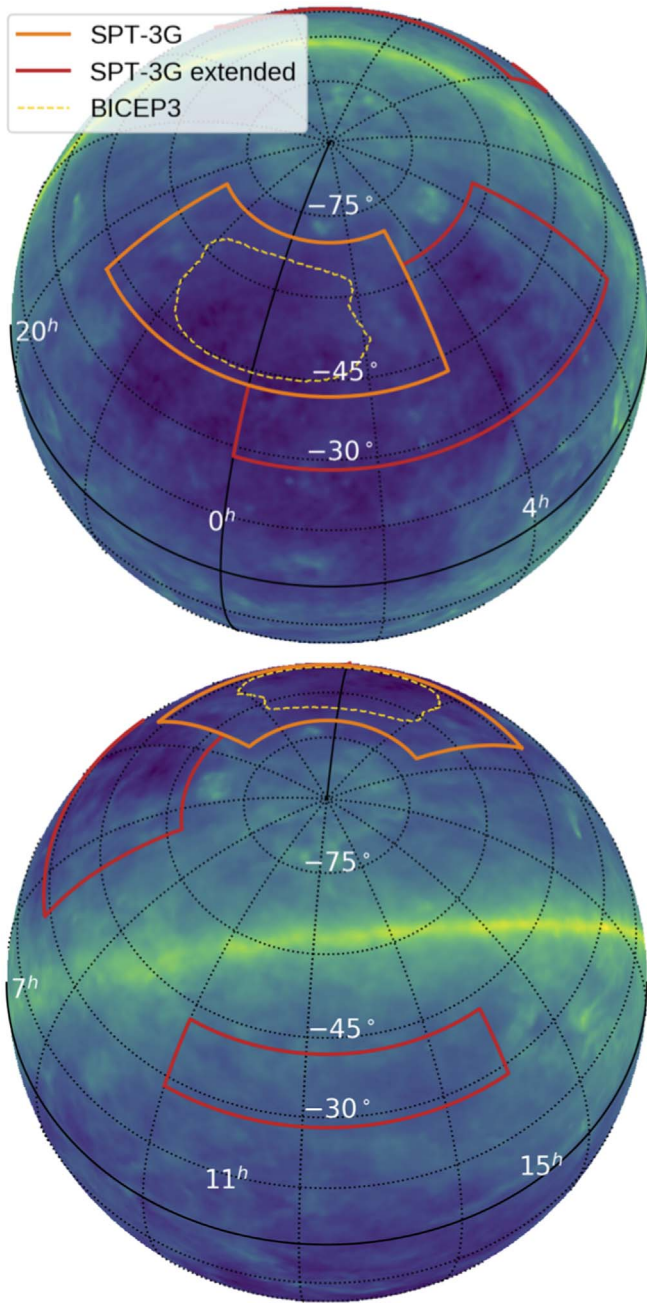 SPT-3G
SPT-3G extended
BICEP3
−75°
20ʰ
−45°
−30°
0ʰ
4ʰ
−75°
7ʰ
−45°
−30°
11ʰ
15ʰ